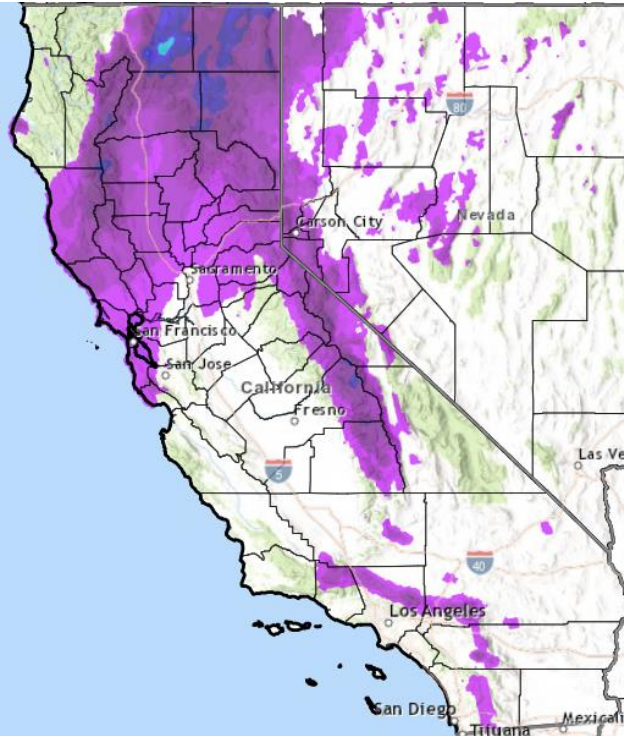 80
Carson City
Nevada
Sacramento
San Francisco
San Jose
California
Fresno
5
Las Ve
40
Los Angeles
San Diego
Mexicali
Tijuana